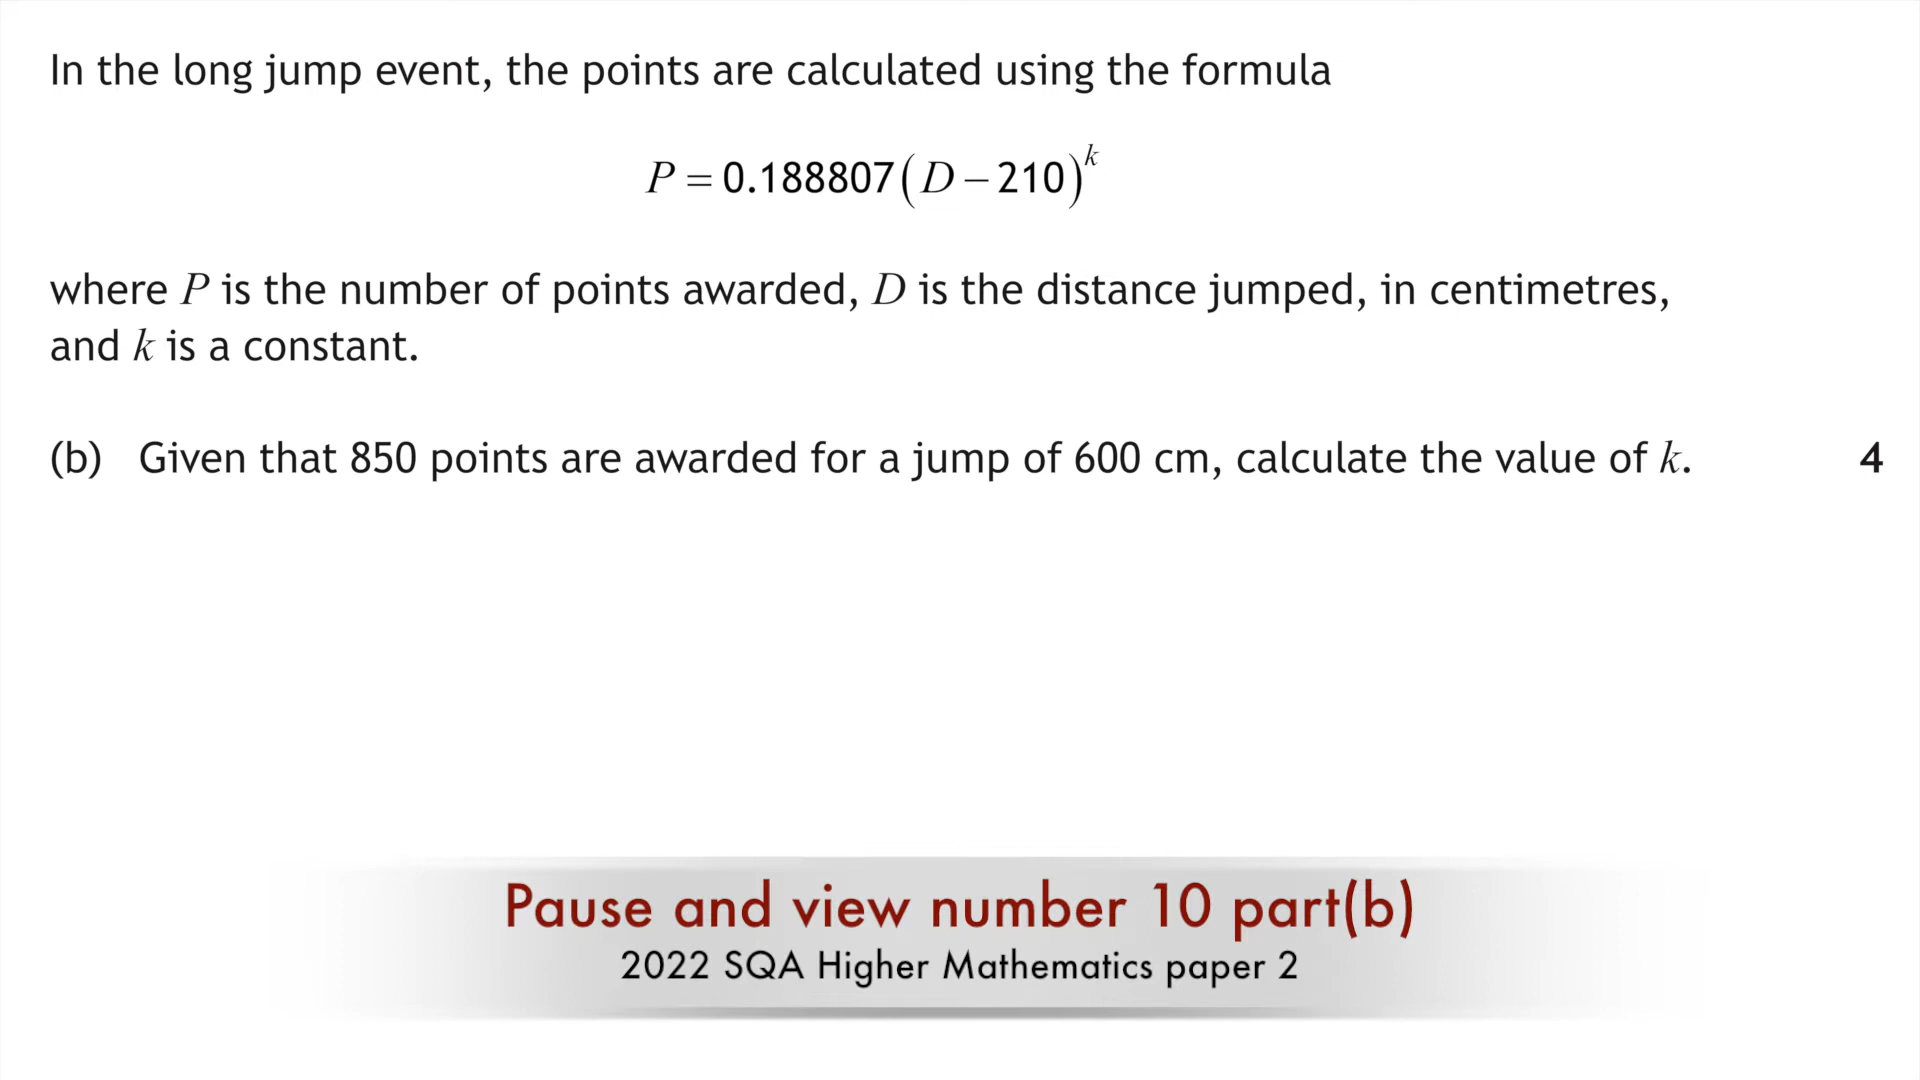 In the long jump event, the points are calculated using the formula
P = 0.188807(D − 210)^k
where P is the number of points awarded, D is the distance jumped, in centimetres,
and k is a constant.
(b) Given that 850 points are awarded for a jump of 600 cm, calculate the value of k. 4
Pause and view number 10 part(b)
2022 SQA Higher Mathematics paper 2